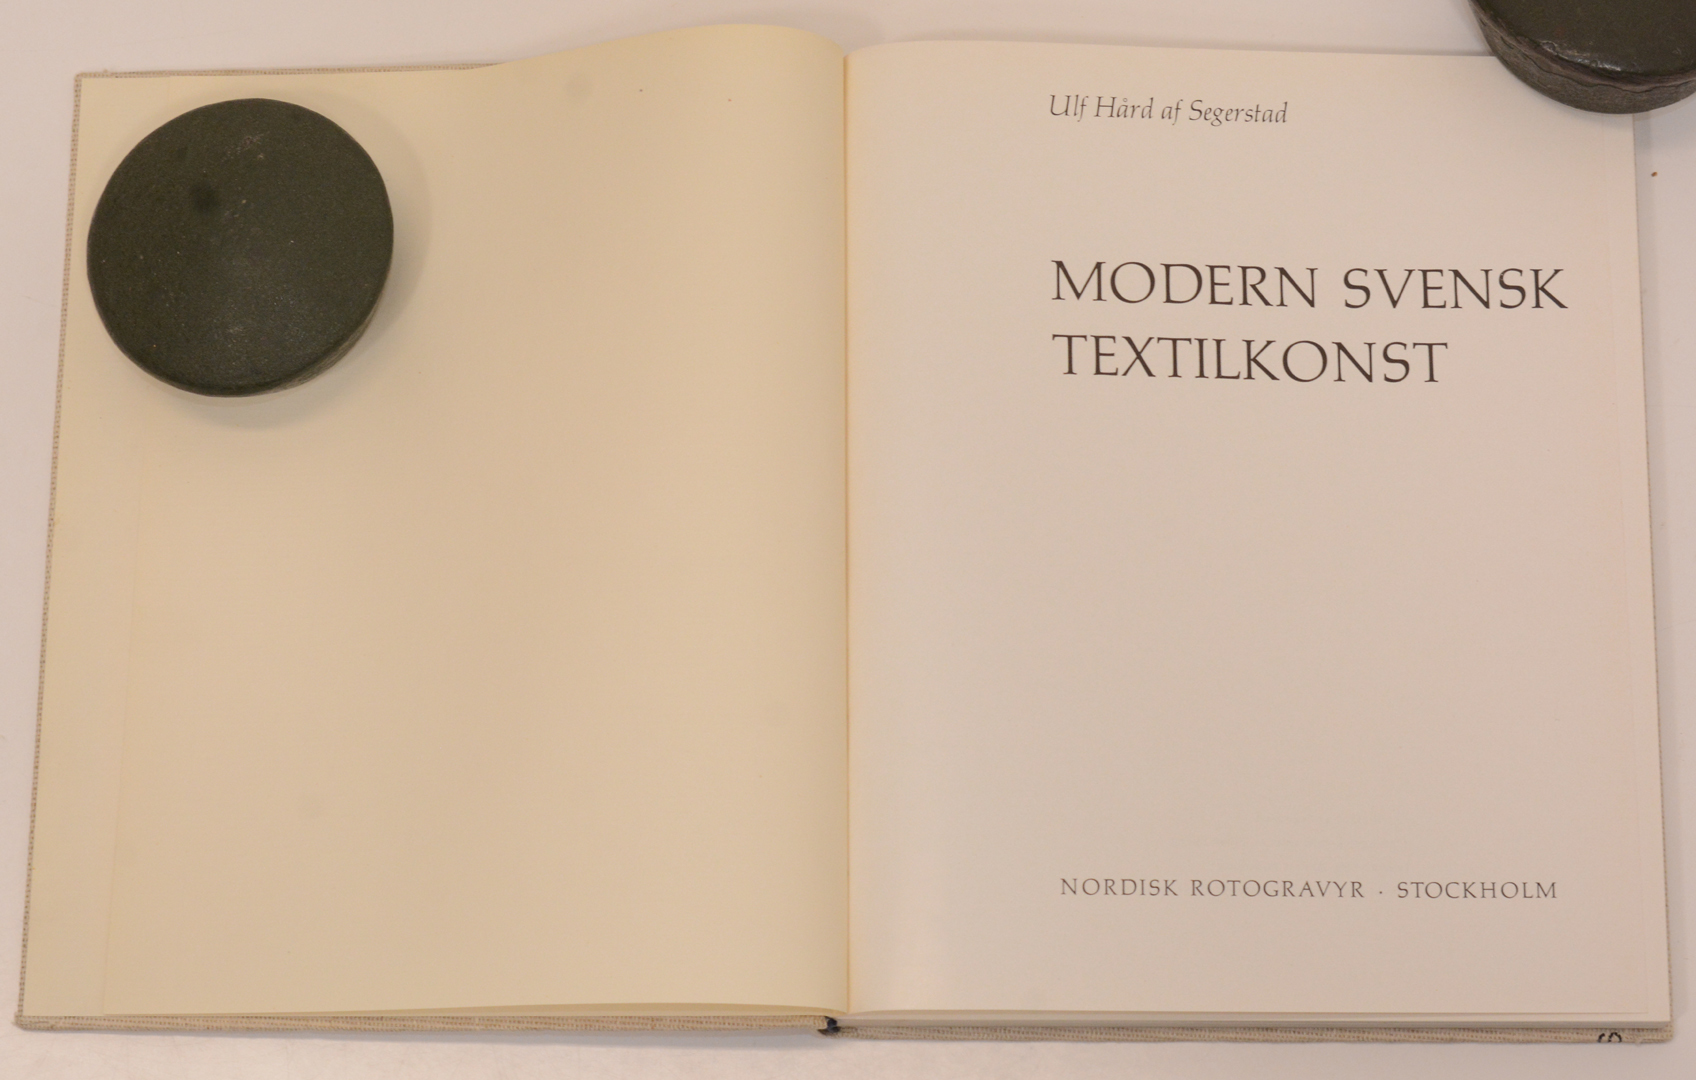 Ulf Hård af Segerstad
MODERN SVENSK
TEXTILKONST
NORDISK ROTOGRAVYR · STOCKHOLM